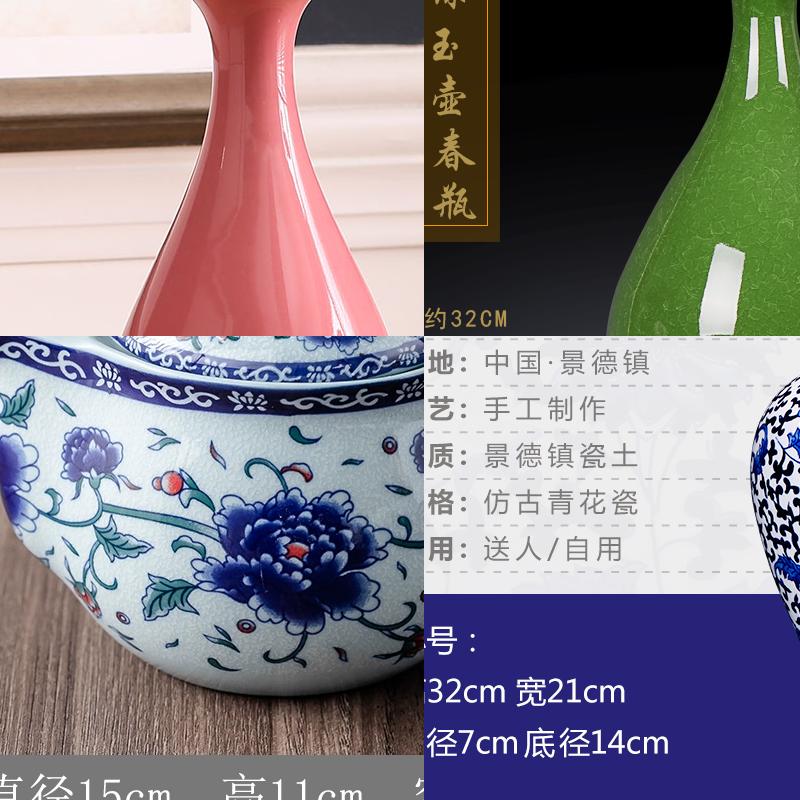 玉壶春瓶
约32CM
地：中国·景德镇
艺：手工制作
质：景德镇瓷土
格：仿古青花瓷
用：送人/自用
号：
32cm 宽21cm
径7cm 底径14cm
直径15cm 高11cm